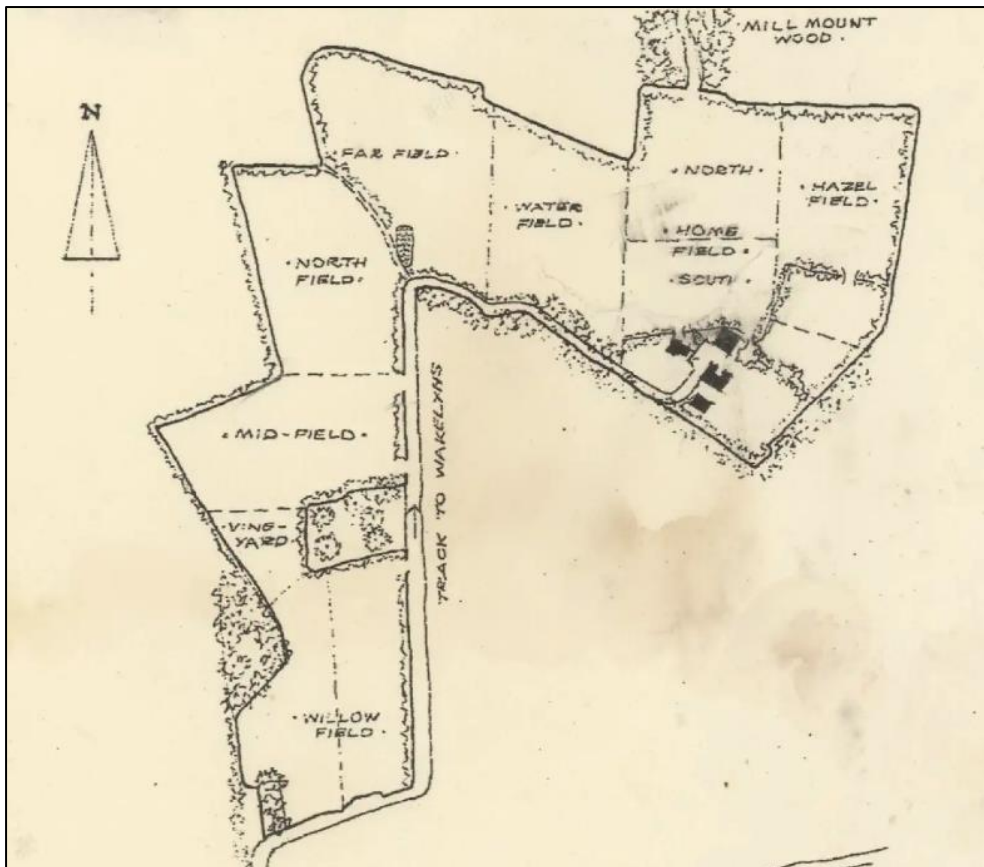 · MILL MOUNT
WOOD ·
N
· FAR FIELD ·
· NORTH ·
· HAZEL
FIELD ·
· WATER
FIELD ·
· HOME
FIELD
· SOUTH ·
· NORTH
FIELD ·
· MID-FIELD ·
· VINE-
YARD ·
TRACK TO WAKELYNS
· WILLOW
FIELD ·